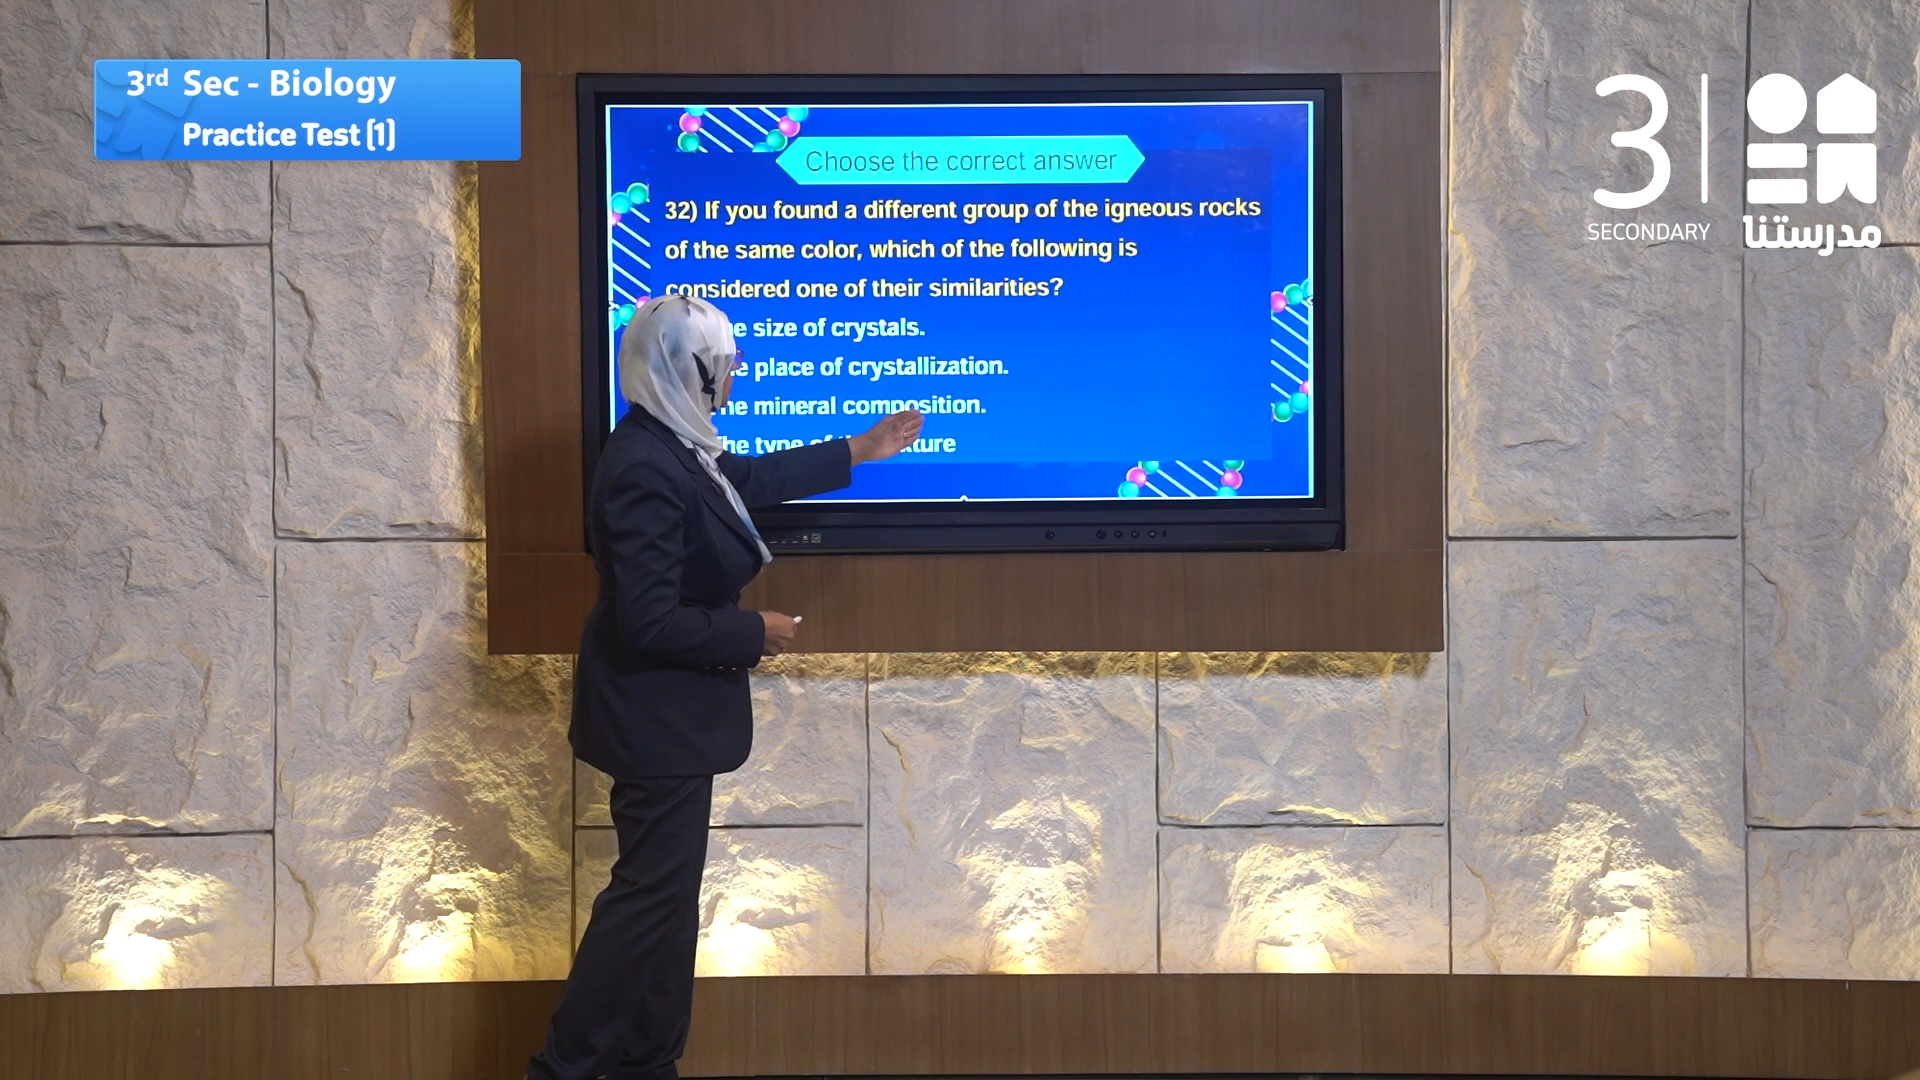 3rd Sec - Biology
Practice Test (1)
3
SECONDARY
مدرستنا
Choose the correct answer
32) If you found a different group of the igneous rocks
of the same color, which of the following is
considered one of their similarities?
size of crystals.
place of crystallization.
mineral composition.